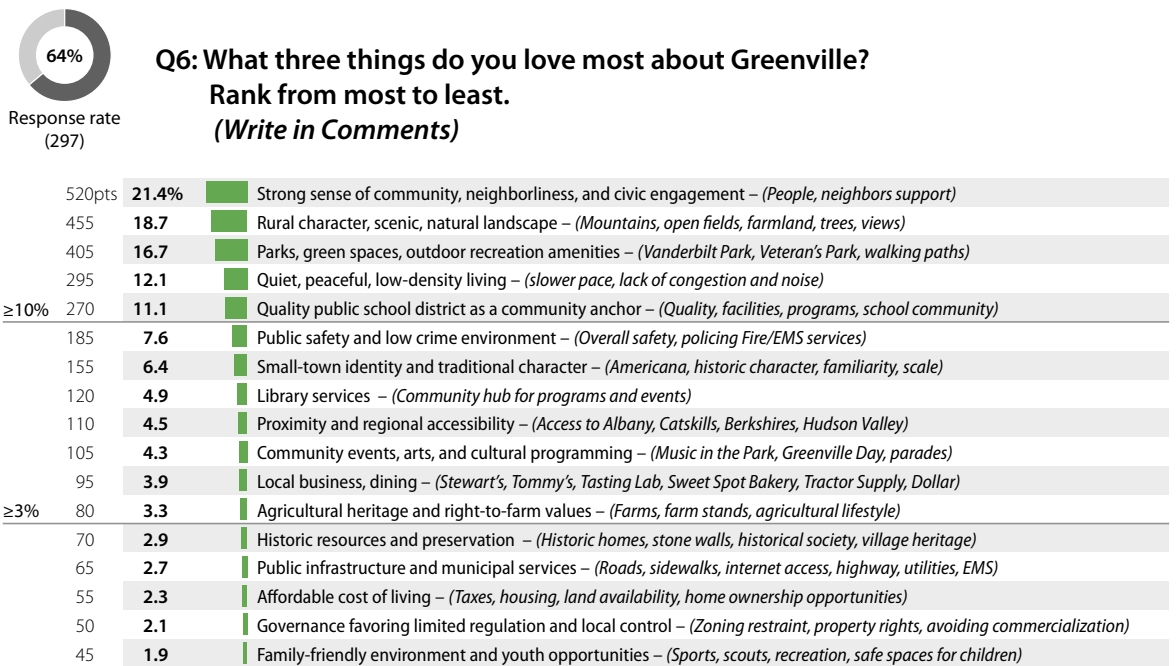 64%
Response rate
(297)
Q6: What three things do you love most about Greenville?
Rank from most to least.
(Write in Comments)
520pts 21.4% Strong sense of community, neighborliness, and civic engagement – (People, neighbors support)
455 18.7 Rural character, scenic, natural landscape – (Mountains, open fields, farmland, trees, views)
405 16.7 Parks, green spaces, outdoor recreation amenities – (Vanderbilt Park, Veteran's Park, walking paths)
295 12.1 Quiet, peaceful, low-density living – (slower pace, lack of congestion and noise)
≥10% 270 11.1 Quality public school district as a community anchor – (Quality, facilities, programs, school community)
185 7.6 Public safety and low crime environment – (Overall safety, policing Fire/EMS services)
155 6.4 Small-town identity and traditional character – (Americana, historic character, familiarity, scale)
120 4.9 Library services – (Community hub for programs and events)
110 4.5 Proximity and regional accessibility – (Access to Albany, Catskills, Berkshires, Hudson Valley)
105 4.3 Community events, arts, and cultural programming – (Music in the Park, Greenville Day, parades)
95 3.9 Local business, dining – (Stewart's, Tommy's, Tasting Lab, Sweet Spot Bakery, Tractor Supply, Dollar)
≥3% 80 3.3 Agricultural heritage and right-to-farm values – (Farms, farm stands, agricultural lifestyle)
70 2.9 Historic resources and preservation – (Historic homes, stone walls, historical society, village heritage)
65 2.7 Public infrastructure and municipal services – (Roads, sidewalks, internet access, highway, utilities, EMS)
55 2.3 Affordable cost of living – (Taxes, housing, land availability, home ownership opportunities)
50 2.1 Governance favoring limited regulation and local control – (Zoning restraint, property rights, avoiding commercialization)
45 1.9 Family-friendly environment and youth opportunities – (Sports, scouts, recreation, safe spaces for children)